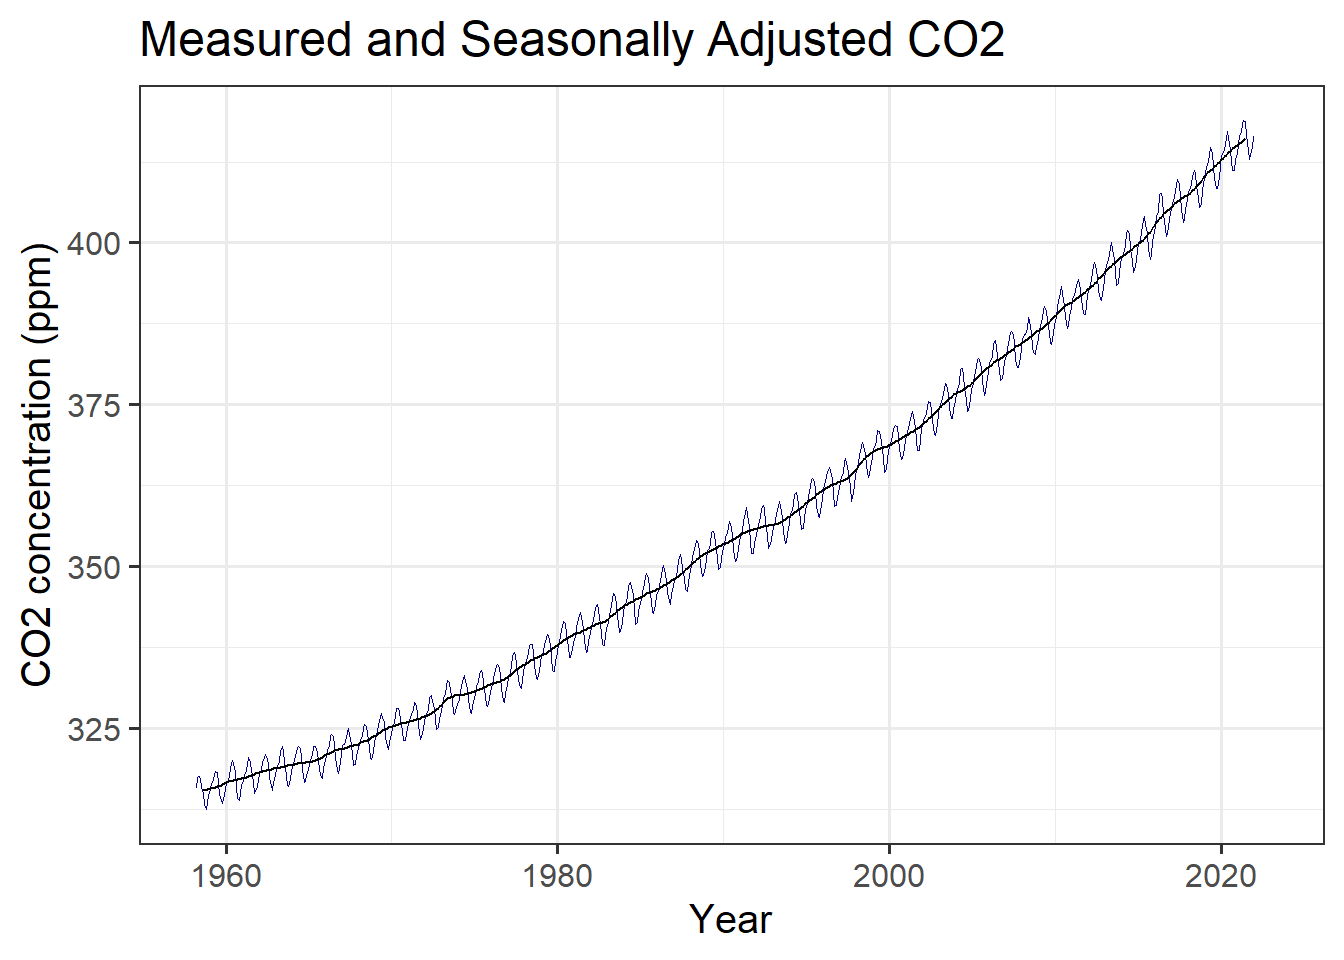 Measured and Seasonally Adjusted CO2
CO2 concentration (ppm)
400
375
350
325
1960 1980 2000 2020
Year